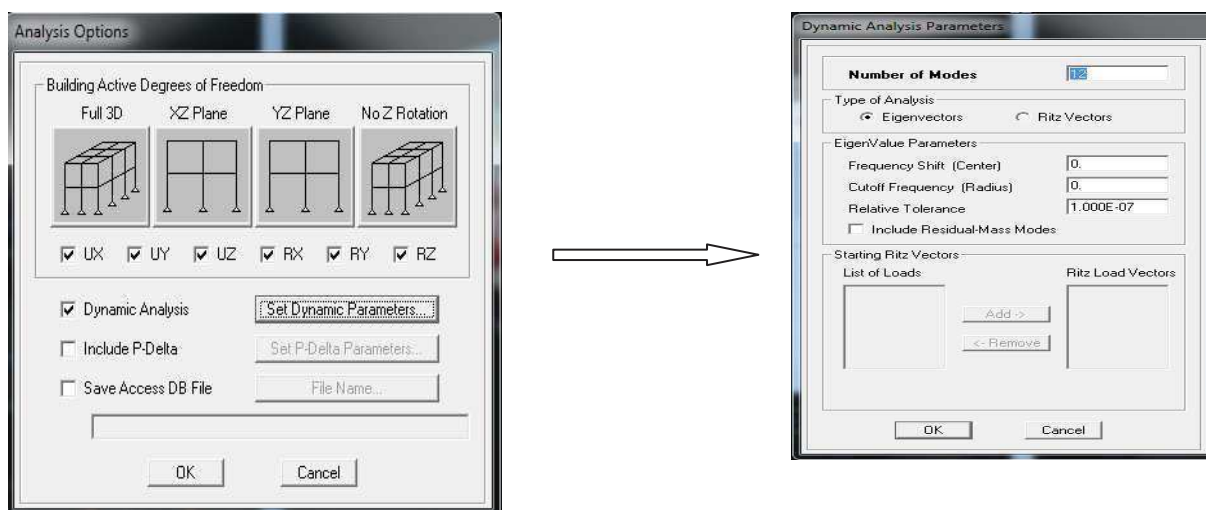 Analysis Options
Building Active Degrees of Freedom
Full 3D XZ Plane YZ Plane No Z Rotation
UX UY UZ RX RY RZ
Dynamic Analysis Set Dynamic Parameters...
Include P-Delta Set P-Delta Parameters...
Save Access DB File File Name...
OK Cancel
Dynamic Analysis Parameters
Number of Modes 12
Type of Analysis
Eigenvectors Ritz Vectors
EigenValue Parameters
Frequency Shift (Center) 0.
Cutoff Frequency (Radius) 0.
Relative Tolerance 1.000E-07
Include Residual-Mass Modes
Starting Ritz Vectors
List of Loads Ritz Load Vectors
Add ->
<- Remove
OK Cancel